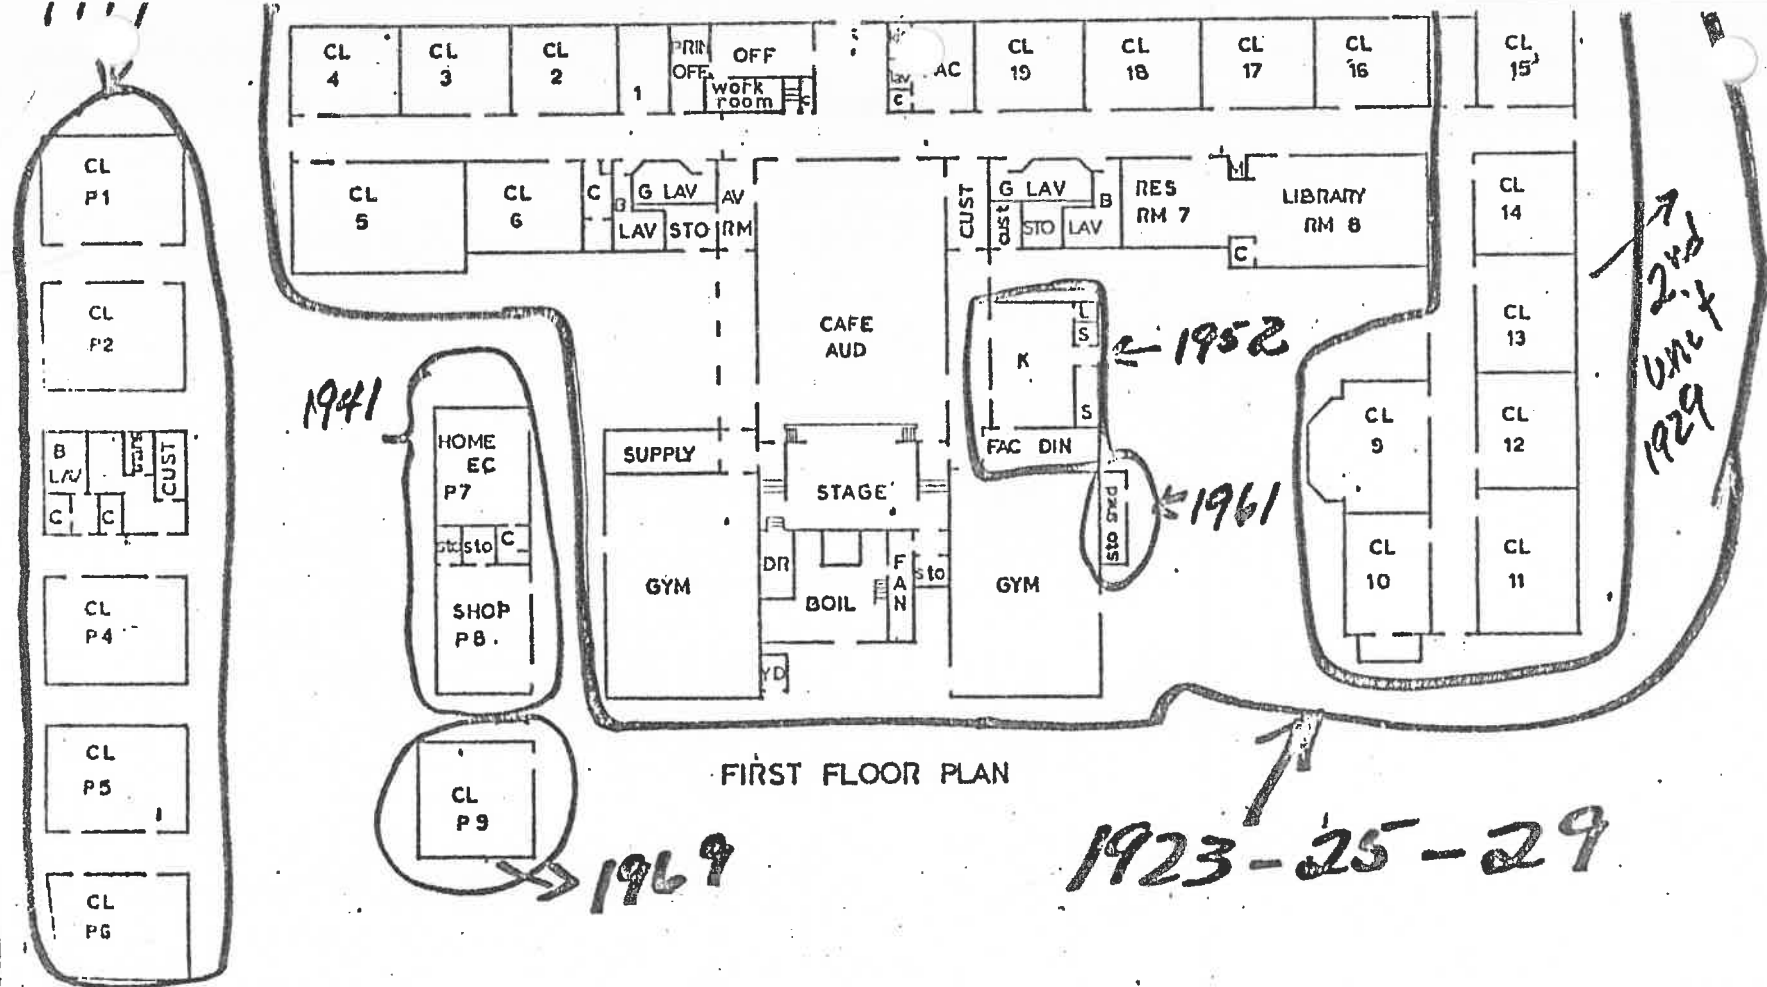 CL
4
CL
3
CL
2
1
PRIN
OFF
OFF
work
room
C
lav
C
AC
CL
19
CL
18
CL
17
CL
16
CL
15
CL
P1
CL
5
CL
6
C
B
G LAV
LAV
STO
AV
RM
CUST
G LAV
cust
STO
LAV
B
RES
RM 7
M
LIBRARY
RM 8
C
CL
14
2nd
unit
1929
CL
P2
CAFE
AUD
L
S
K
S
FAC DIN
1952
CL
13
1941
HOME
EC
P7
sto
sto
C
SHOP
P8
SUPPLY
STAGE
GYM
DR
BOIL
FAN
sto
GYM
sto
1961
CL
9
CL
12
CL
10
CL
11
B
LAV
CUST
C
C
CL
P4
YD
CL
P5
CL
P9
FIRST FLOOR PLAN
1969
1923-25-29
CL
P6